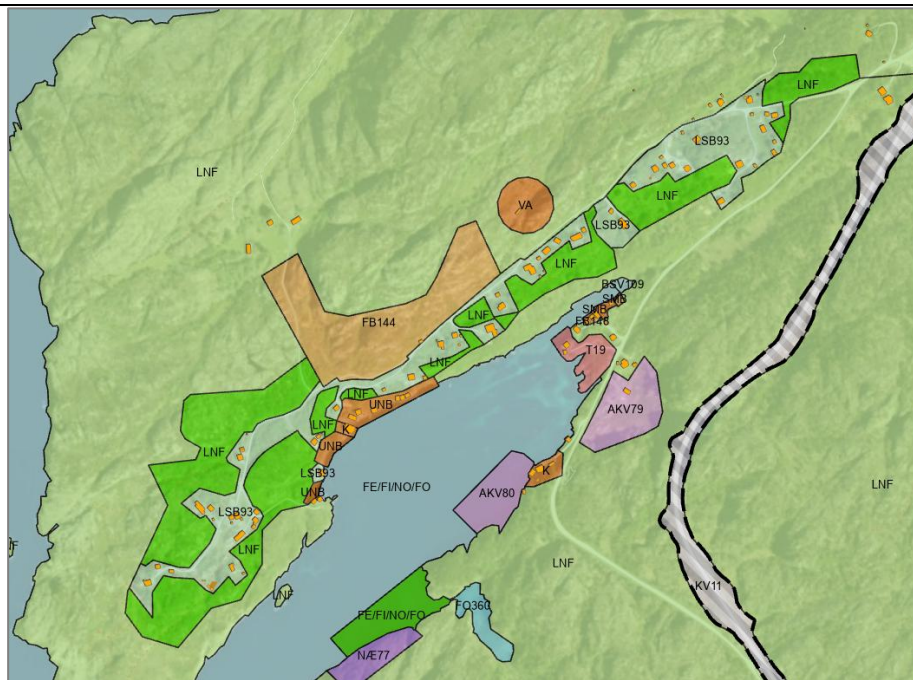 LNF
LSB93
LNF
LNF
VA
LNF
LSB93
LNF
BSV109
SMB
SMB
FB148
LNF
FB144
T19
LNF
AKV79
LNF
UNB
LNF
K
UNB
LNF
LSB93
K
LNF
FE/FI/NO/FO
AKV80
UNB
LSB93
LNF
LNF
KV11
LNF
FO360
FE/FI/NO/FO
NÆ77